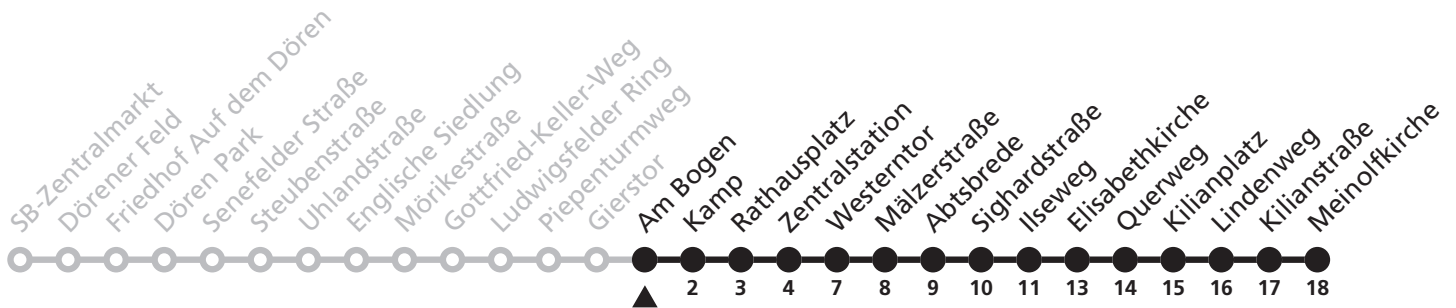 SB-Zentralmarkt
Dörener Feld
Friedhof Auf dem Dören
Dören Park
Senefelder Straße
Steubenstraße
Uhlandstraße
Englische Siedlung
Mörikestraße
Gottfried-Keller-Weg
Ludwigsfelder Ring
Piepenturmweg
Gierstor
Am Bogen
Kamp
Rathausplatz
Zentralstation
Westerntor
Mälzerstraße
Abtsbrede
Sighardstraße
Ilseweg
Elisabethkirche
Querweg
Kilianplatz
Lindenweg
Kilianstraße
Meinolfkirche
2 3 4 7 8 9 10 11 13 14 15 16 17 18